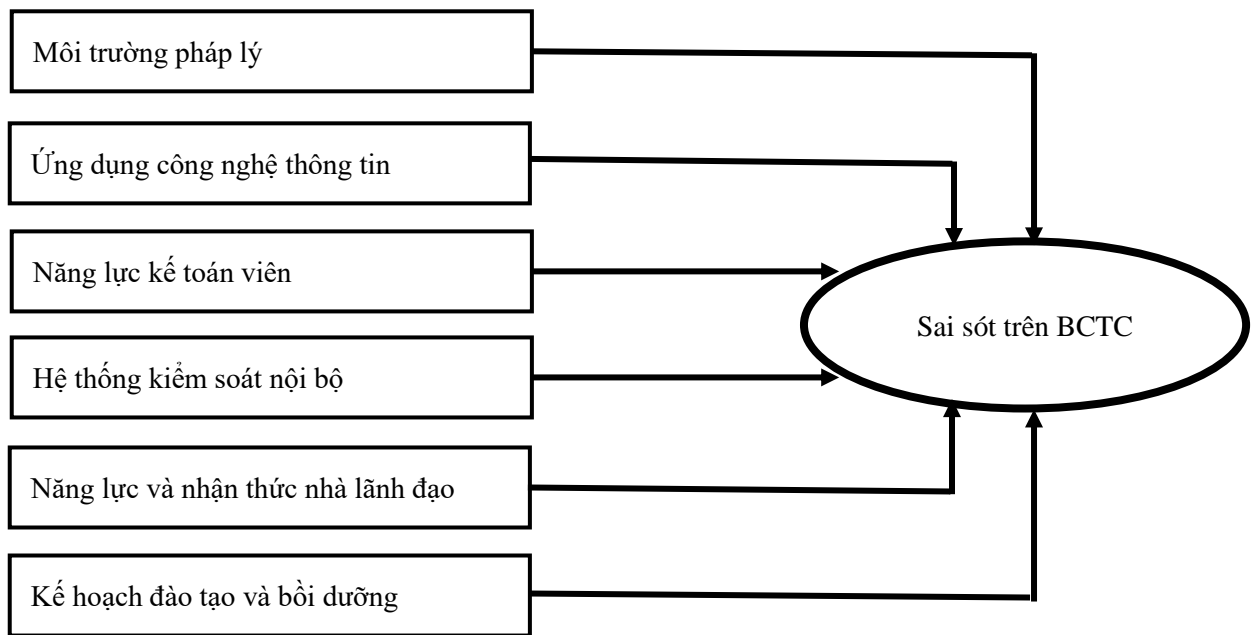 Môi trường pháp lý
Ứng dụng công nghệ thông tin
Năng lực kế toán viên
Hệ thống kiểm soát nội bộ
Sai sót trên BCTC
Năng lực và nhận thức nhà lãnh đạo
Kế hoạch đào tạo và bồi dưỡng